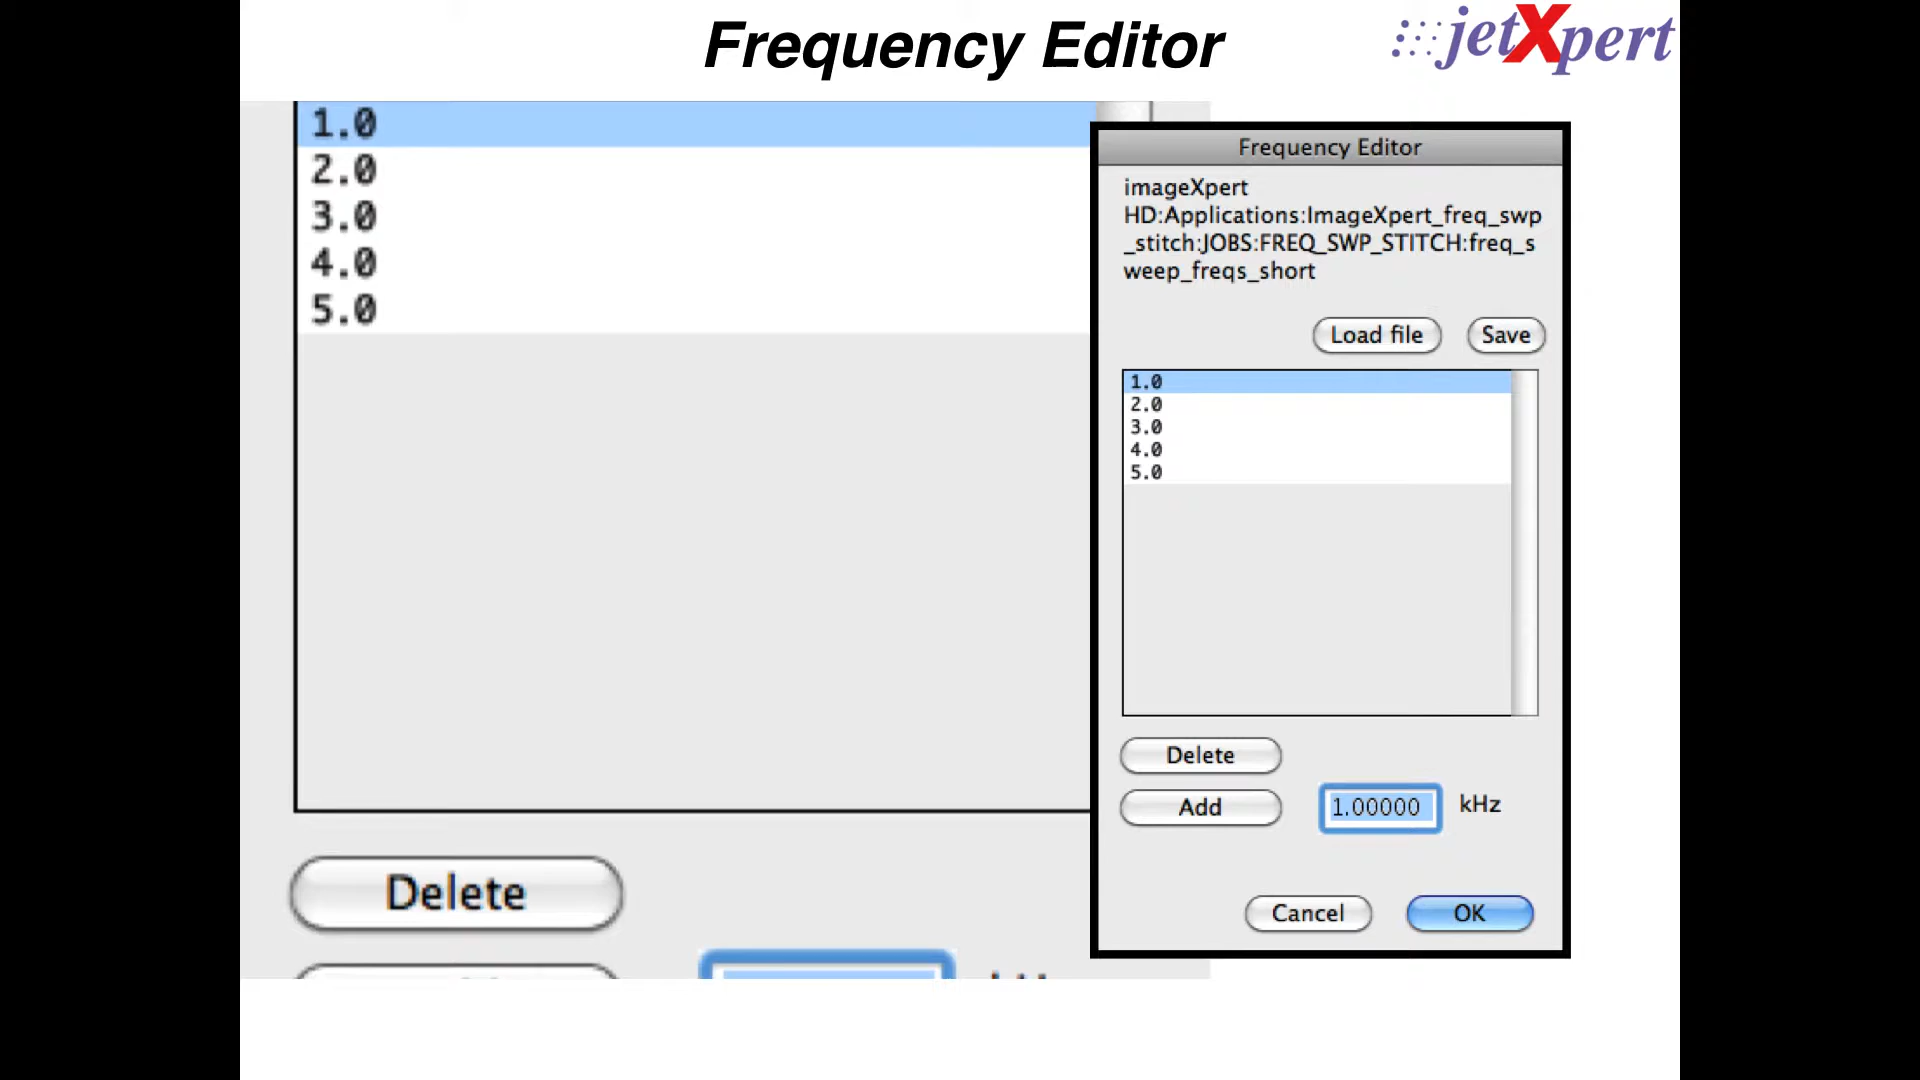 Frequency Editor
jetXpert
1.0
2.0
3.0
4.0
5.0
Delete
Frequency Editor
imageXpert
HD:Applications:ImageXpert_freq_swp
_stitch:JOBS:FREQ_SWP_STITCH:freq_s
weep_freqs_short
Load file Save
1.0
2.0
3.0
4.0
5.0
Delete
Add 1.00000 kHz
Cancel OK